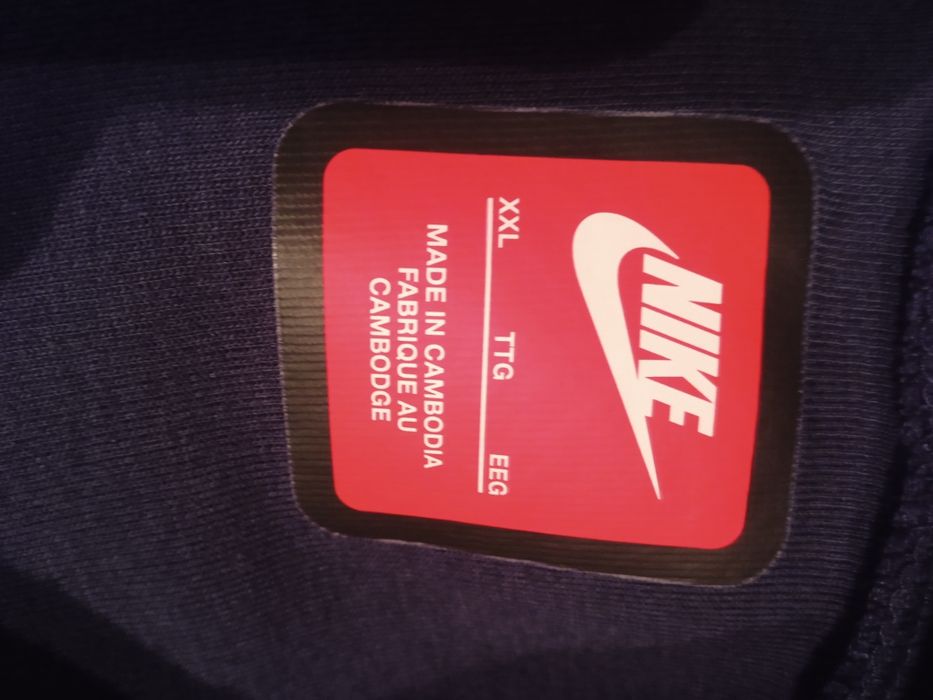 NIKE
XXL TTG EEG
MADE IN CAMBODIA
FABRIQUE AU
CAMBODGE